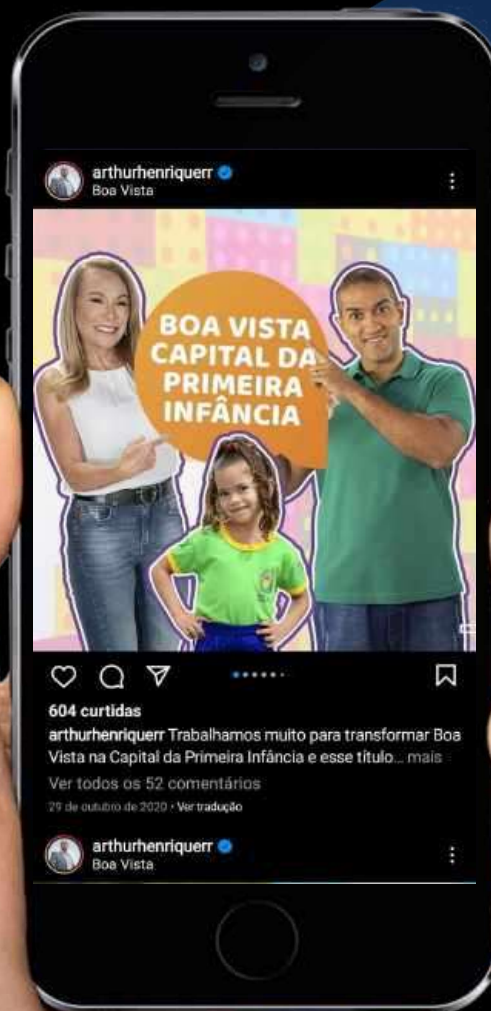 arthurhenriquerr
Boa Vista
BOA VISTA
CAPITAL DA
PRIMEIRA
INFÂNCIA
604 curtidas
arthurhenriquerr Trabalhamos muito para transformar Boa
Vista na Capital da Primeira Infância e esse título... mais
Ver todos os 52 comentários
29 de outubro de 2020 • Ver tradução
arthurhenriquerr
Boa Vista